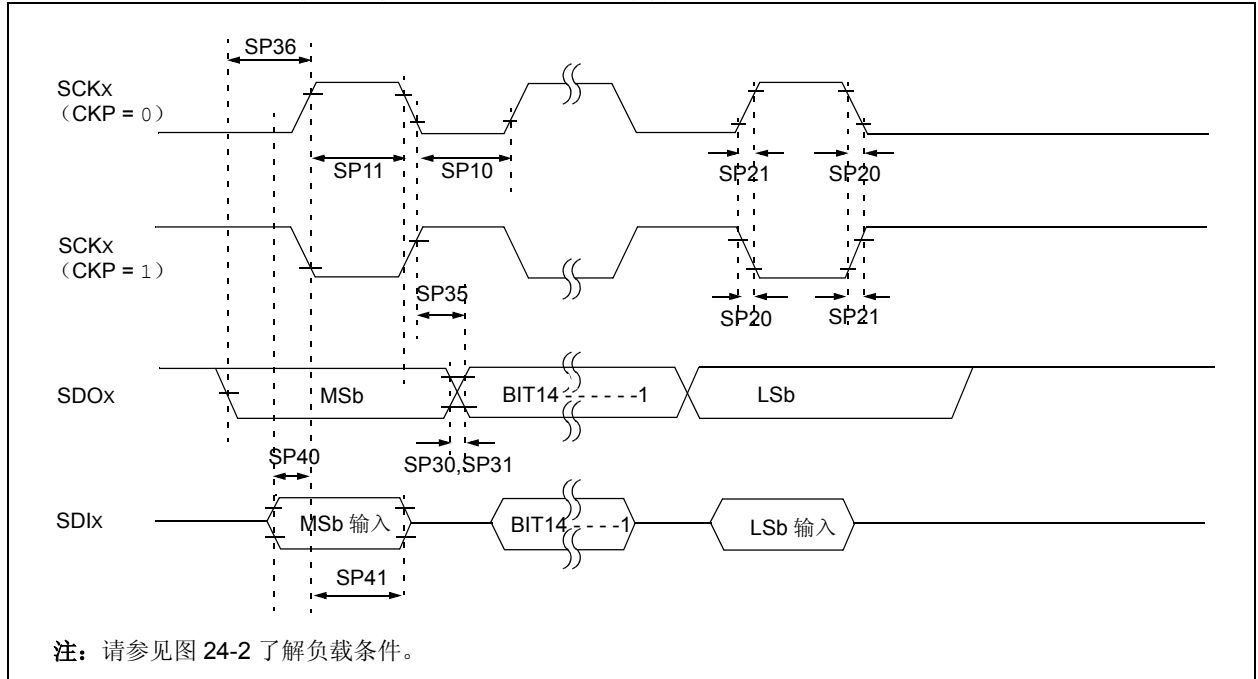 SP36
SCKx
（CKP = 0）
SP11
SP10
SP21
SP20
SCKx
（CKP = 1）
SP35
SP20
SP21
SDOx
MSb
BIT14 - - - - - -1
LSb
SP40
SP30,SP31
SDIx
MSb 输入
BIT14 - - - -1
LSb 输入
SP41
注：请参见图 24-2 了解负载条件。